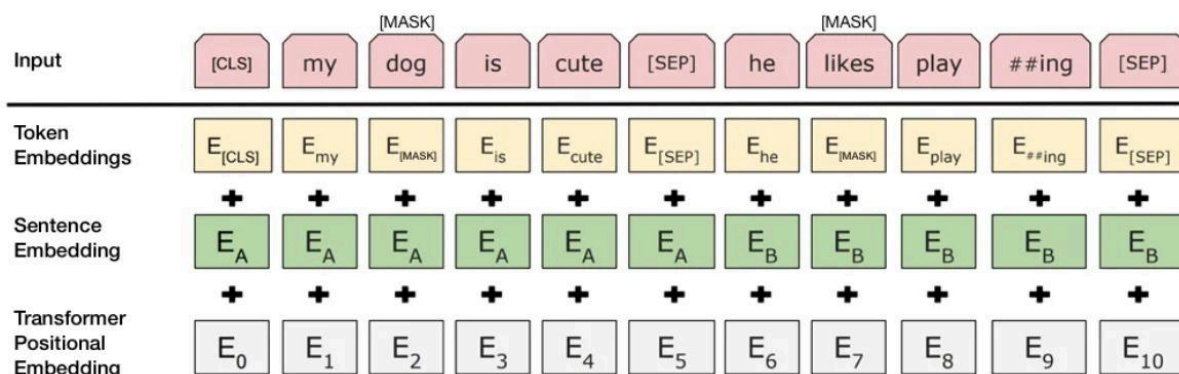 [MASK] [MASK]
Input [CLS] my dog is cute [SEP] he likes play ##ing [SEP]
Token
Embeddings
E[CLS] Emy E[MASK] Eis Ecute E[SEP] Ehe E[MASK] Eplay E##ing E[SEP]
+ + + + + + + + + + +
Sentence
Embedding
EA EA EA EA EA EA EB EB EB EB EB
+ + + + + + + + + + +
Transformer
Positional
Embedding
E0 E1 E2 E3 E4 E5 E6 E7 E8 E9 E10